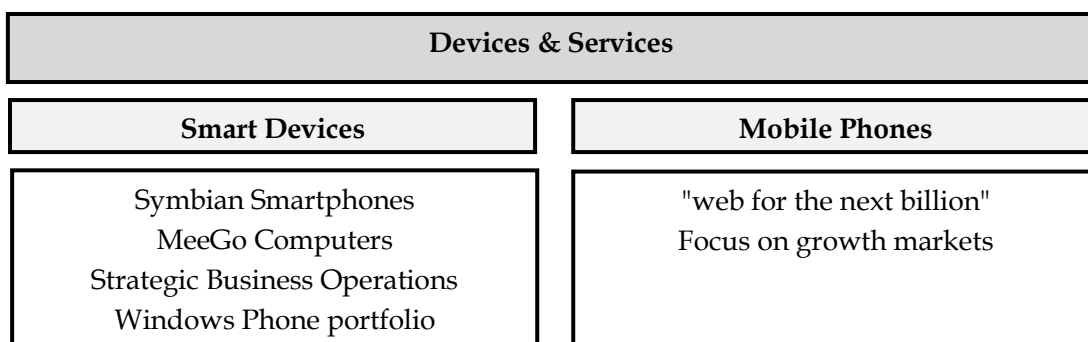 Devices & Services
Smart Devices
Mobile Phones
Symbian Smartphones
MeeGo Computers
Strategic Business Operations
Windows Phone portfolio
"web for the next billion"
Focus on growth markets